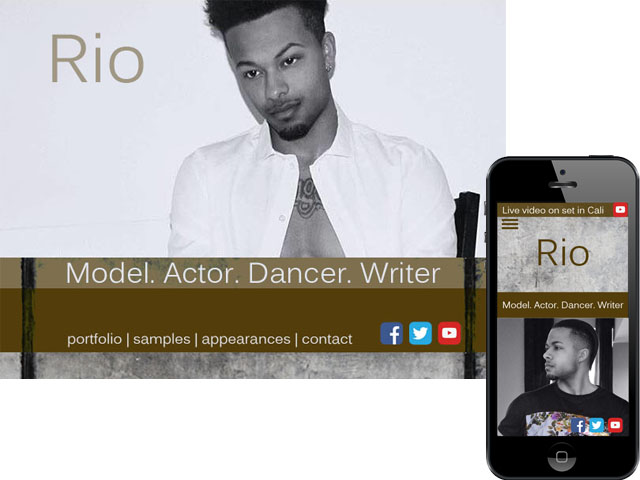 Rio
Model. Actor. Dancer. Writer
portfolio | samples | appearances | contact
Live video on set in Cali
Rio
Model. Actor. Dancer. Writer